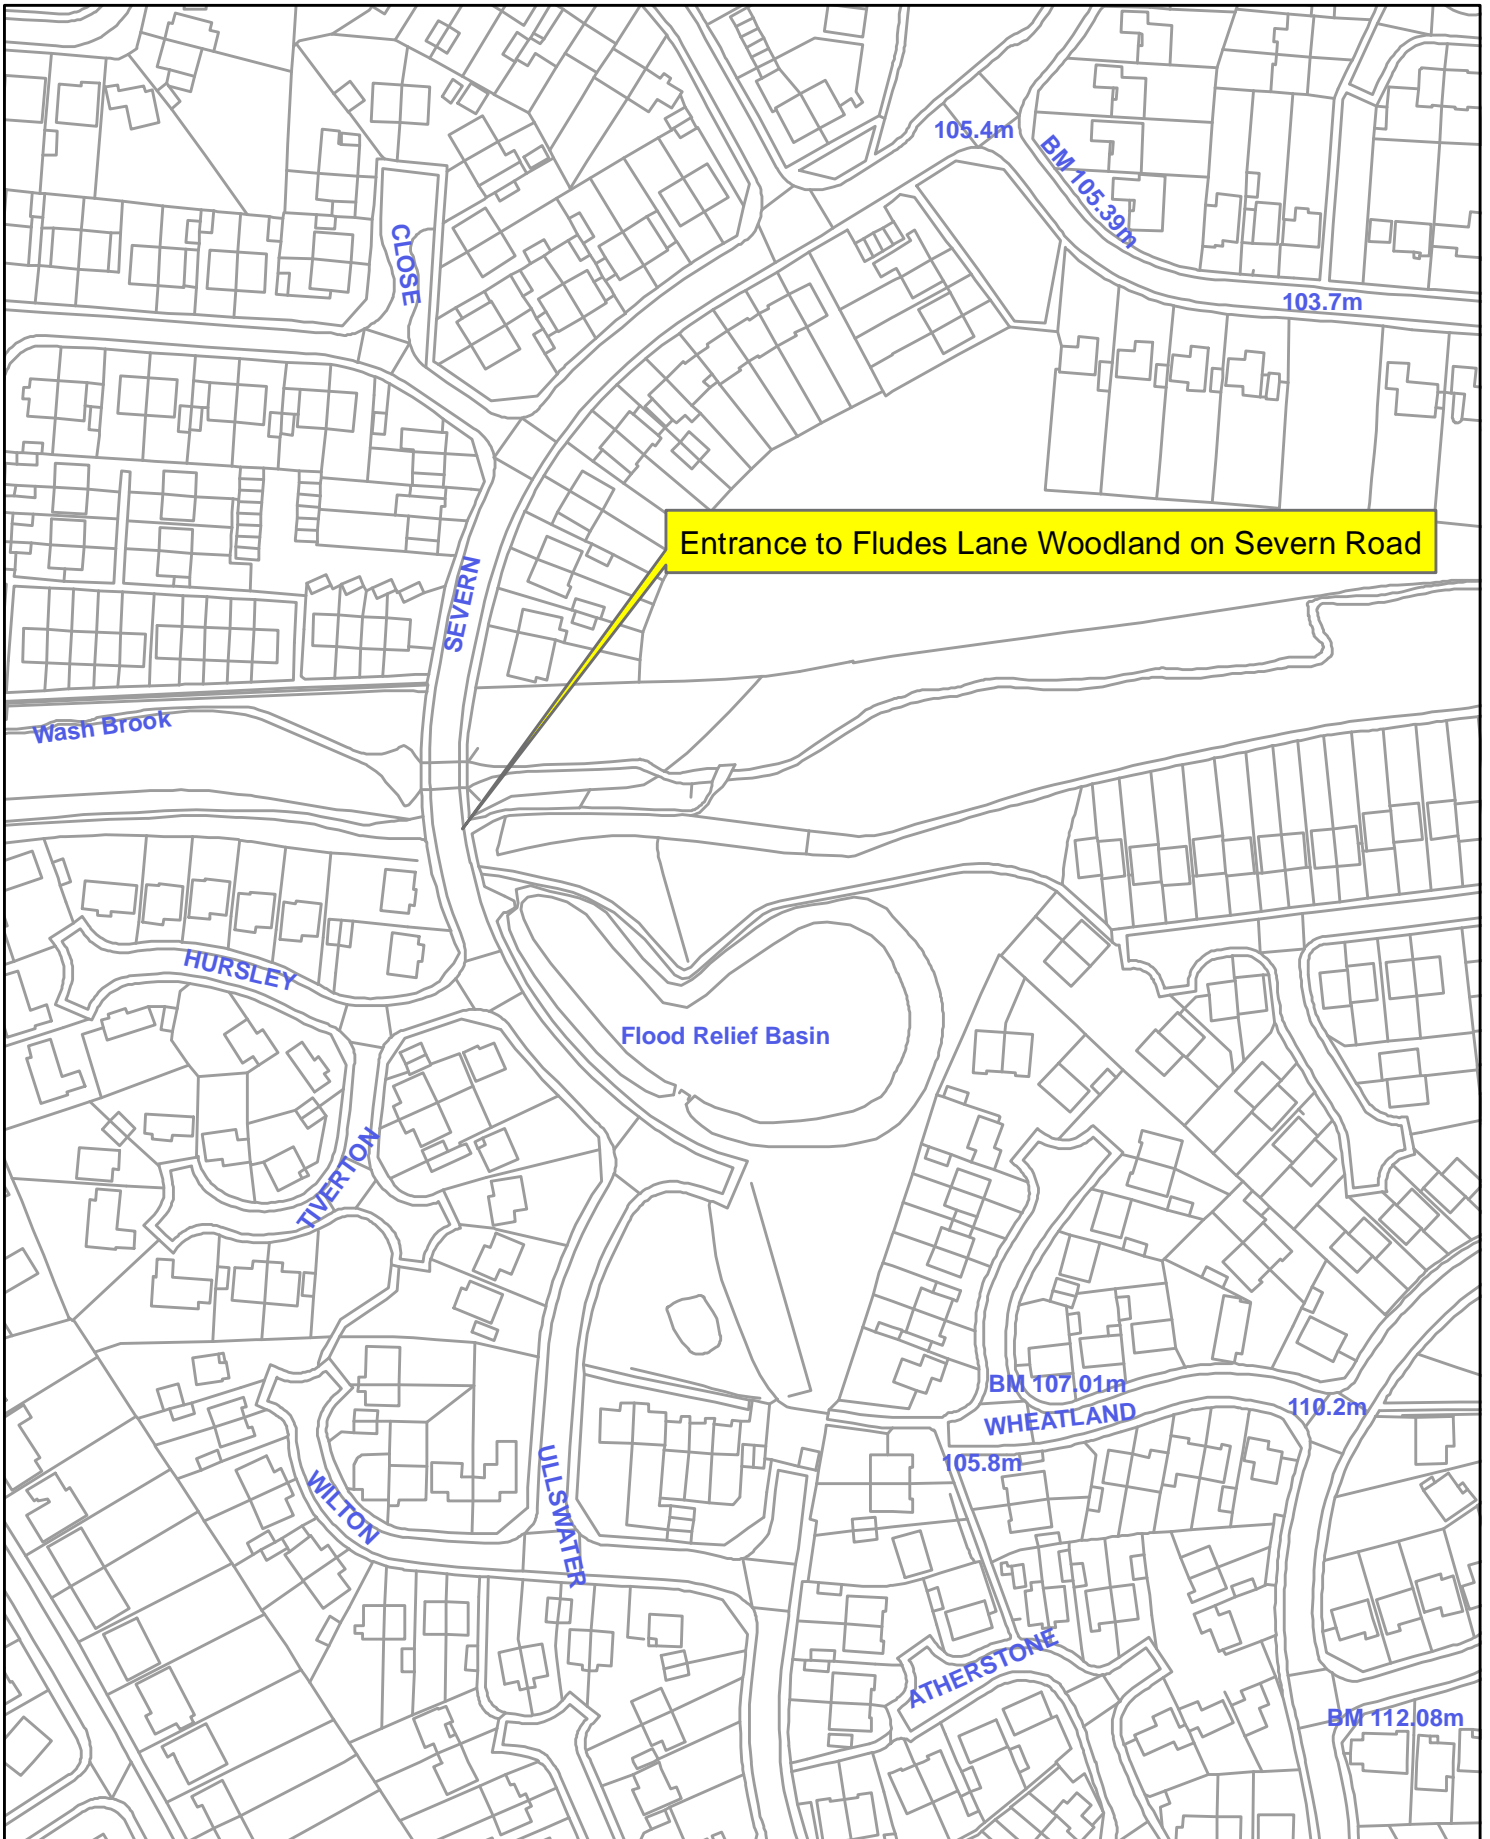 105.4m
BM 105.39m
CLOSE
103.7m
Entrance to Fludes Lane Woodland on Severn Road
SEVERN
Wash Brook
HURSLEY
Flood Relief Basin
TIVERTON
BM 107.01m
WHEATLAND
110.2m
105.8m
WILTON
ULLSWATER
ATHERSTONE
BM 112.08m